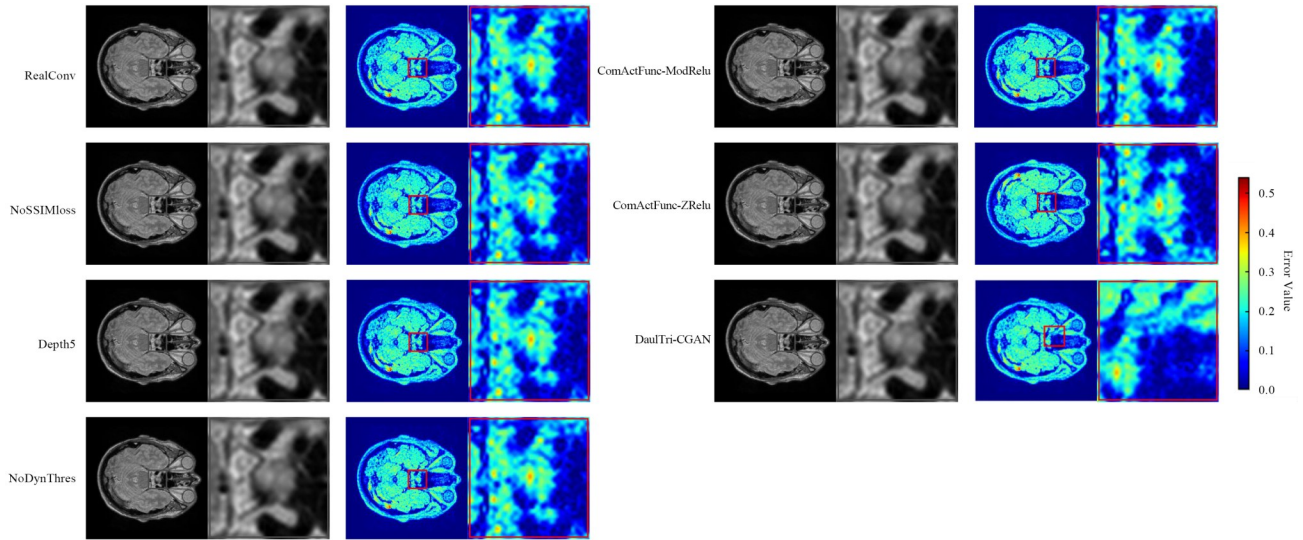 RealConv
NoSSIMloss
Depth5
NoDynThres
ComActFunc-ModRelu
ComActFunc-ZRelu
DaulTri-CGAN
0.5
0.4
0.3
0.2
0.1
0.0
Error Value